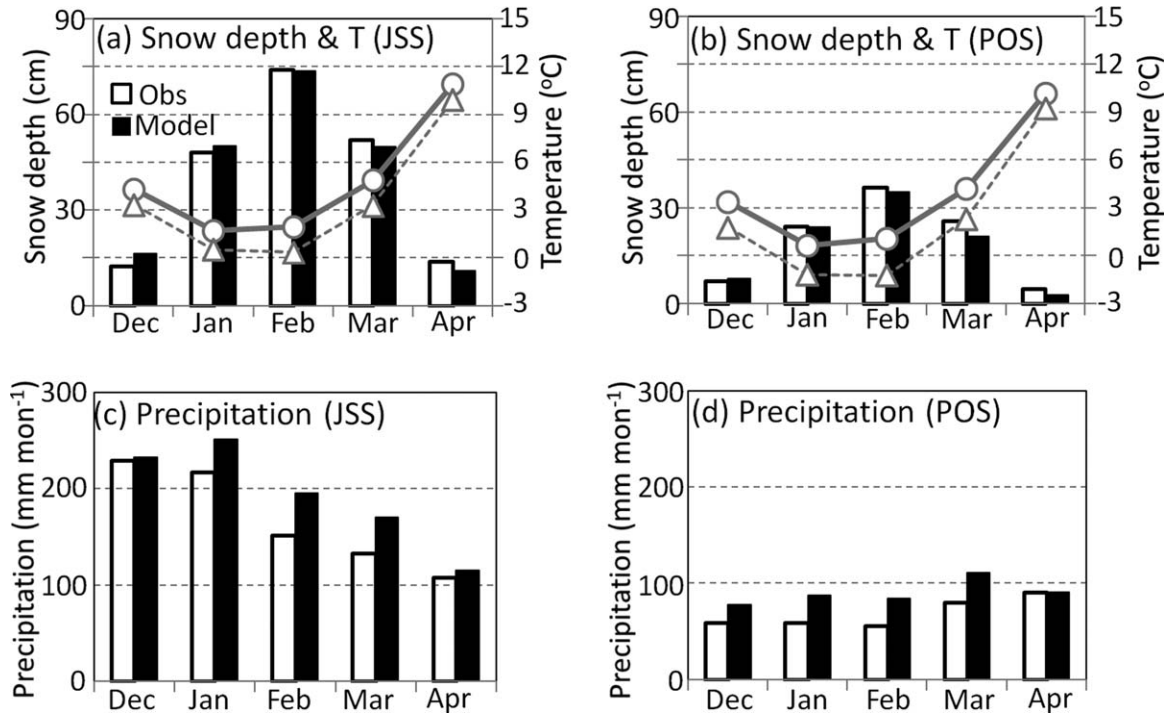 (a) Snow depth & T (JSS)
Snow depth (cm)
90
60
30
0
Obs
Model
15
12
9
6
3
0
-3
Temperature (°C)
Dec Jan Feb Mar Apr
(b) Snow depth & T (POS)
Snow depth (cm)
90
60
30
0
15
12
9
6
3
0
-3
Temperature (°C)
Dec Jan Feb Mar Apr
(c) Precipitation (JSS)
Precipitation (mm mon⁻¹)
300
200
100
0
Dec Jan Feb Mar Apr
(d) Precipitation (POS)
Precipitation (mm mon⁻¹)
300
200
100
0
Dec Jan Feb Mar Apr